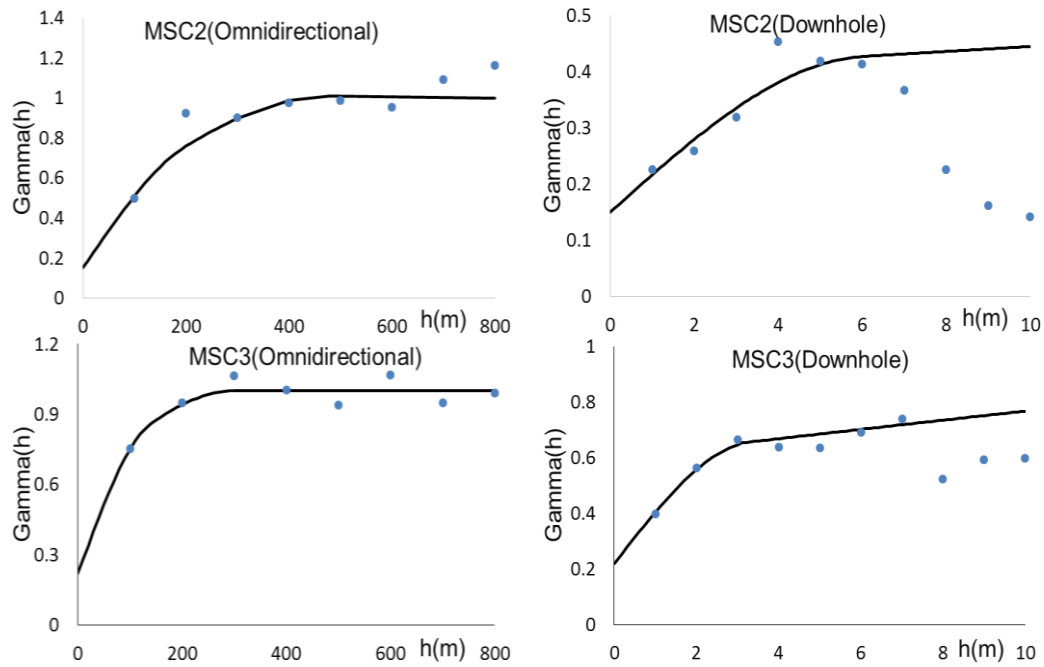 MSC2(Omnidirectional)
Gamma(h)
1.4
1.2
1
0.8
0.6
0.4
0.2
0
0 200 400 600 800
h(m)
MSC2(Downhole)
Gamma(h)
0.5
0.4
0.3
0.2
0.1
0
0 2 4 6 8 10
h(m)
MSC3(Omnidirectional)
Gamma(h)
1.2
0.9
0.6
0.3
0
0 200 400 600 800
h(m)
MSC3(Downhole)
Gamma(h)
1
0.8
0.6
0.4
0.2
0
0 2 4 6 8 10
h(m)